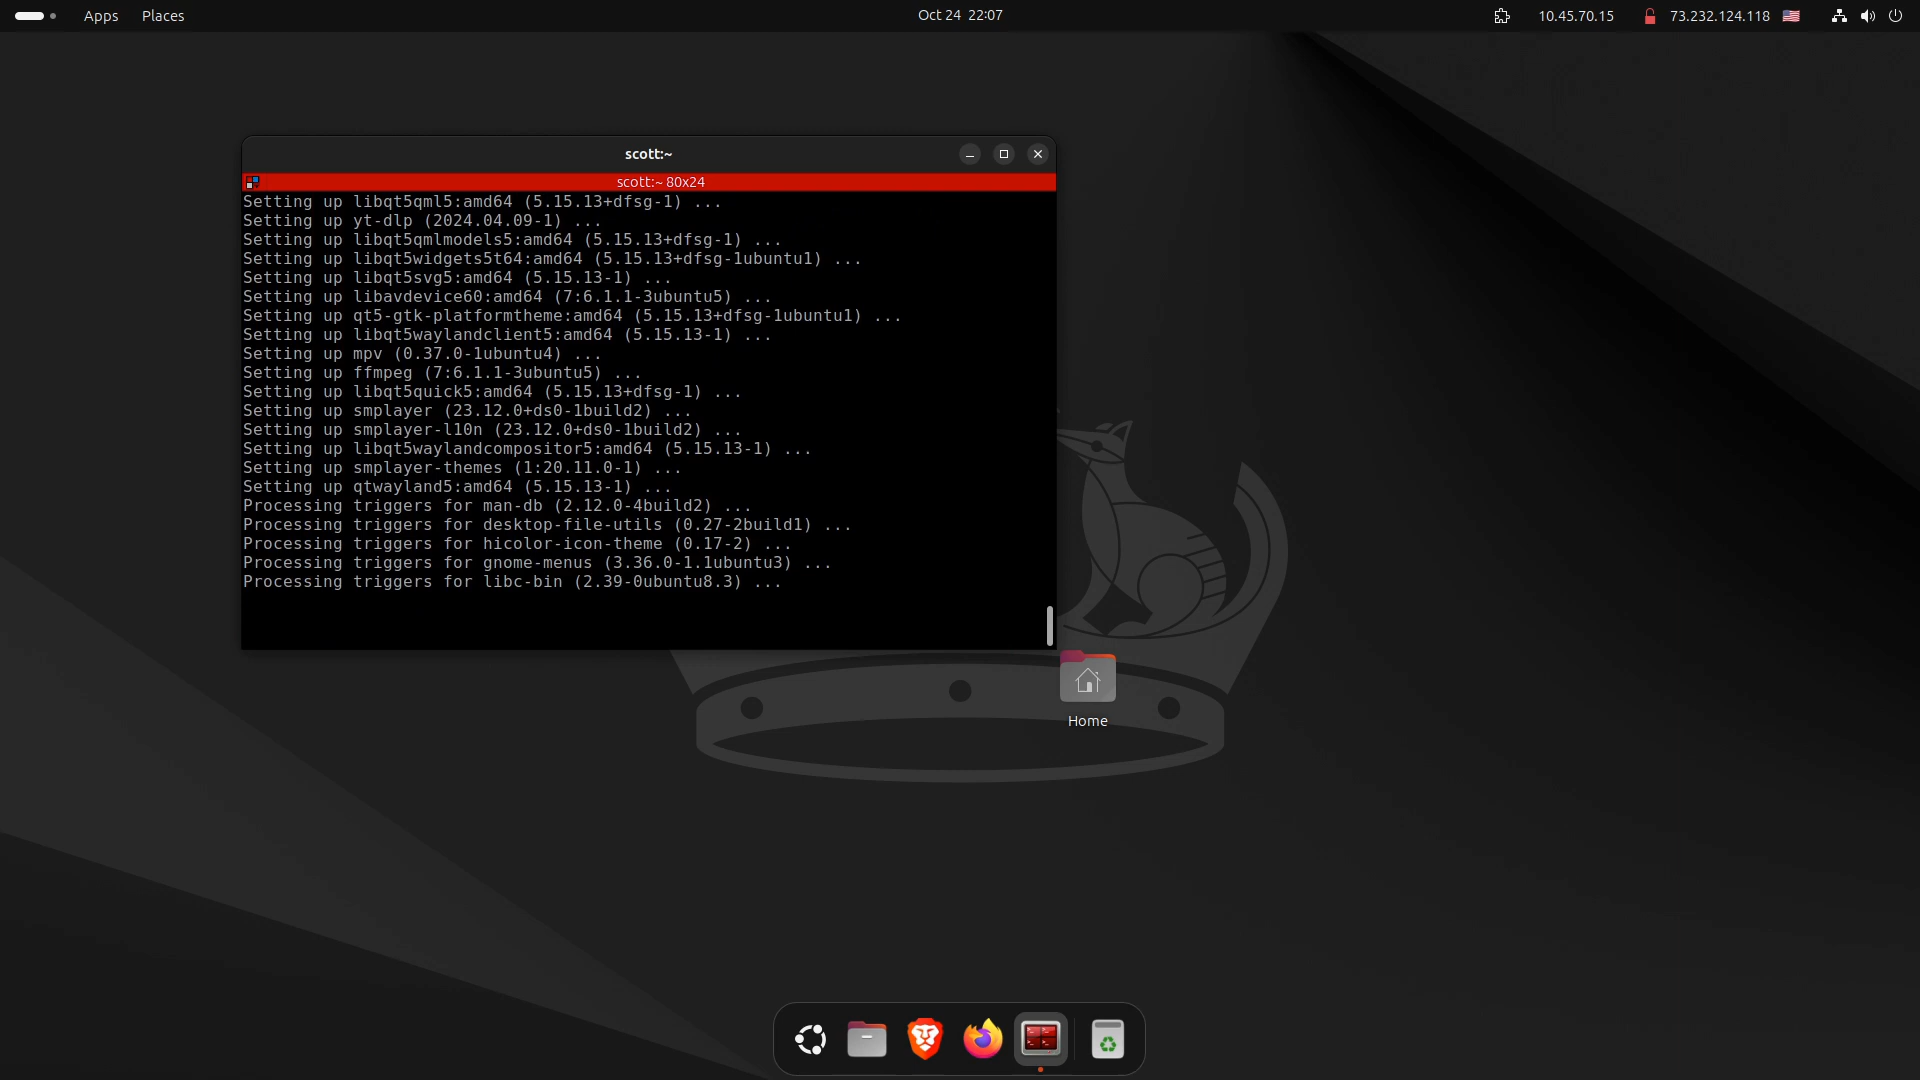 Apps Places Oct 24 22:07 10.45.70.15 73.232.124.118
scott:~
scott:~ 80x24
Setting up libqt5qml5:amd64 (5.15.13+dfsg-1) ...
Setting up yt-dlp (2024.04.09-1) ...
Setting up libqt5qmlmodels5:amd64 (5.15.13+dfsg-1) ...
Setting up libqt5widgets5t64:amd64 (5.15.13+dfsg-1ubuntu1) ...
Setting up libqt5svg5:amd64 (5.15.13-1) ...
Setting up libavdevice60:amd64 (7:6.1.1-3ubuntu5) ...
Setting up qt5-gtk-platformtheme:amd64 (5.15.13+dfsg-1ubuntu1) ...
Setting up libqt5waylandclient5:amd64 (5.15.13-1) ...
Setting up mpv (0.37.0-1ubuntu4) ...
Setting up ffmpeg (7:6.1.1-3ubuntu5) ...
Setting up libqt5quick5:amd64 (5.15.13+dfsg-1) ...
Setting up smplayer (23.12.0+ds0-1build2) ...
Setting up smplayer-l10n (23.12.0+ds0-1build2) ...
Setting up libqt5waylandcompositor5:amd64 (5.15.13-1) ...
Setting up smplayer-themes (1:20.11.0-1) ...
Setting up qtwayland5:amd64 (5.15.13-1) ...
Processing triggers for man-db (2.12.0-4build2) ...
Processing triggers for desktop-file-utils (0.27-2build1) ...
Processing triggers for hicolor-icon-theme (0.17-2) ...
Processing triggers for gnome-menus (3.36.0-1.1ubuntu3) ...
Processing triggers for libc-bin (2.39-0ubuntu8.3) ...
Home